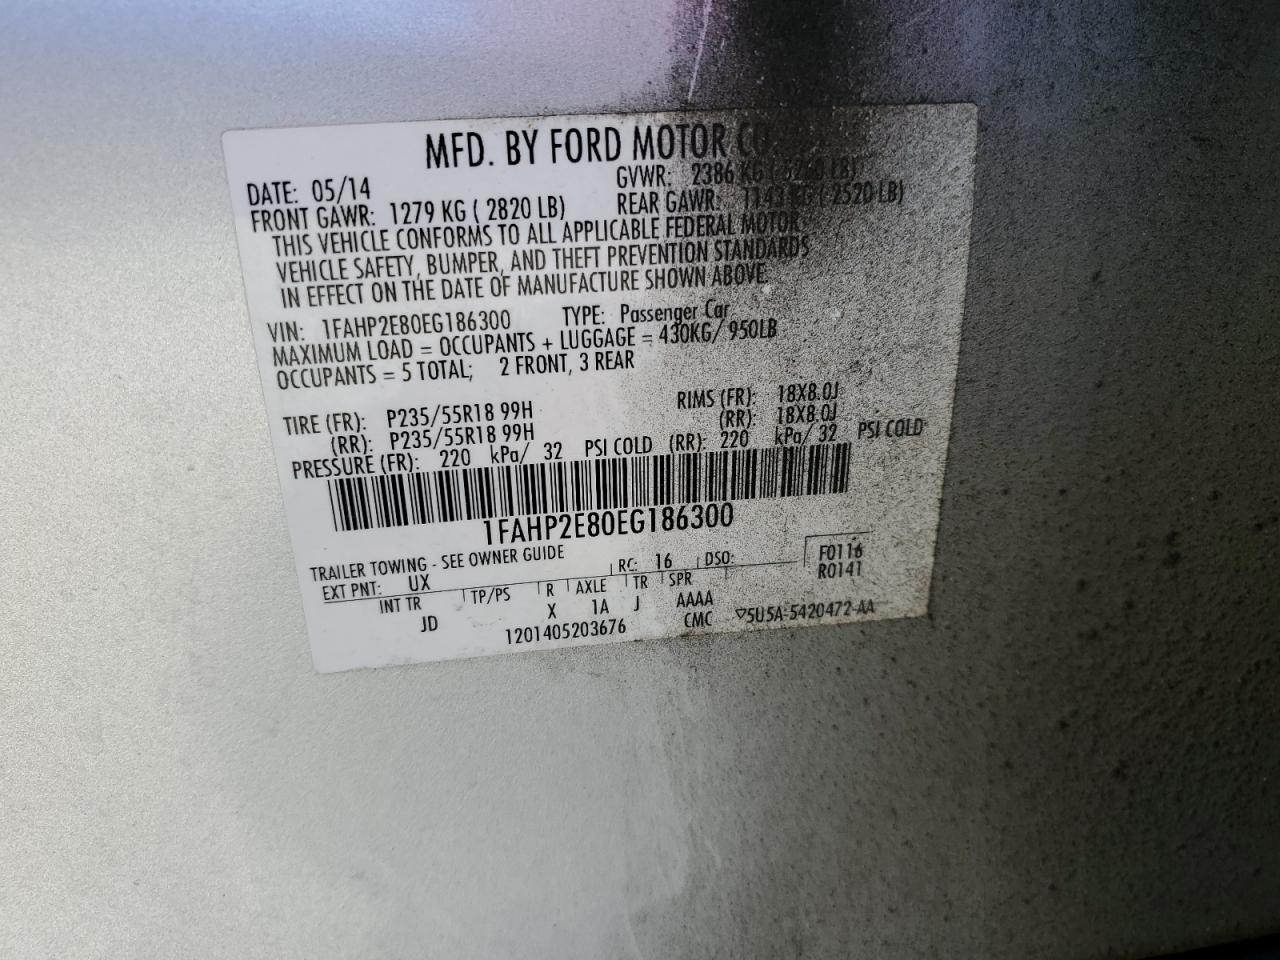 MFD. BY FORD MOTOR CO.
DATE: 05/14 GVWR: 2386 KG ( 5260 LB)
FRONT GAWR: 1279 KG ( 2820 LB) REAR GAWR: 1143 KG ( 2520 LB)
THIS VEHICLE CONFORMS TO ALL APPLICABLE FEDERAL MOTOR
VEHICLE SAFETY, BUMPER, AND THEFT PREVENTION STANDARDS
IN EFFECT ON THE DATE OF MANUFACTURE SHOWN ABOVE.
VIN: 1FAHP2E80EG186300 TYPE: Passenger Car
MAXIMUM LOAD = OCCUPANTS + LUGGAGE = 430KG/ 950LB
OCCUPANTS = 5 TOTAL; 2 FRONT, 3 REAR
TIRE (FR): P235/55R18 99H RIMS (FR): 18X8.0J
(RR): P235/55R18 99H (RR): 18X8.0J
PRESSURE (FR): 220 kPa/ 32 PSI COLD (RR): 220 kPa/ 32 PSI COLD
1FAHP2E80EG186300
TRAILER TOWING - SEE OWNER GUIDE
EXT PNT: UX RC: 16 DSO: F0116
R0141
INT TR TP/PS R AXLE TR SPR
JD X 1A J AAAA
1201405203676 CMC ▽5U5A-5420472-AA